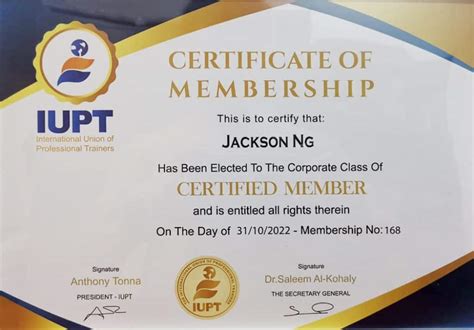 CERTIFICATE OF
MEMBERSHIP
IUPT
International Union of
Professional Trainers
This is to certify that:
JACKSON NG
Has Been Elected To The Corporate Class Of
CERTIFIED MEMBER
and is entitled all rights therein
On The Day of 31/10/2022 - Membership No: 168
Signature
Anthony Tonna
PRESIDENT - IUPT
IUPT
Signature
Dr.Saleem Al-Kohaly
THE SECRETARY GENERAL